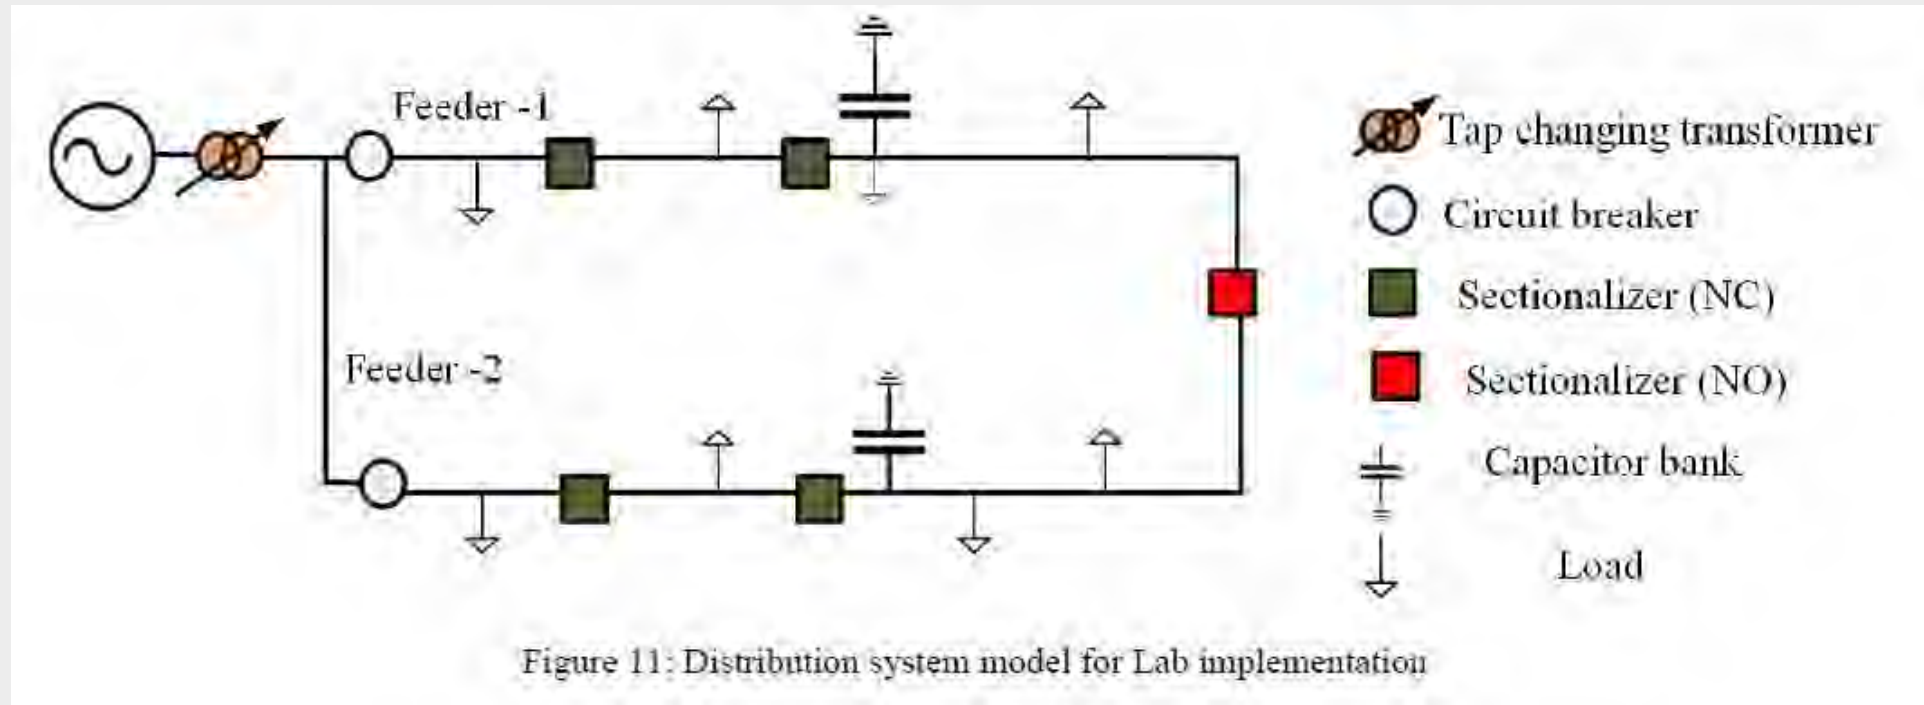 Feeder -1
Tap changing transformer
Circuit breaker
Sectionalizer (NC)
Feeder -2
Sectionalizer (NO)
Capacitor bank
Load
Figure 11: Distribution system model for Lab implementation